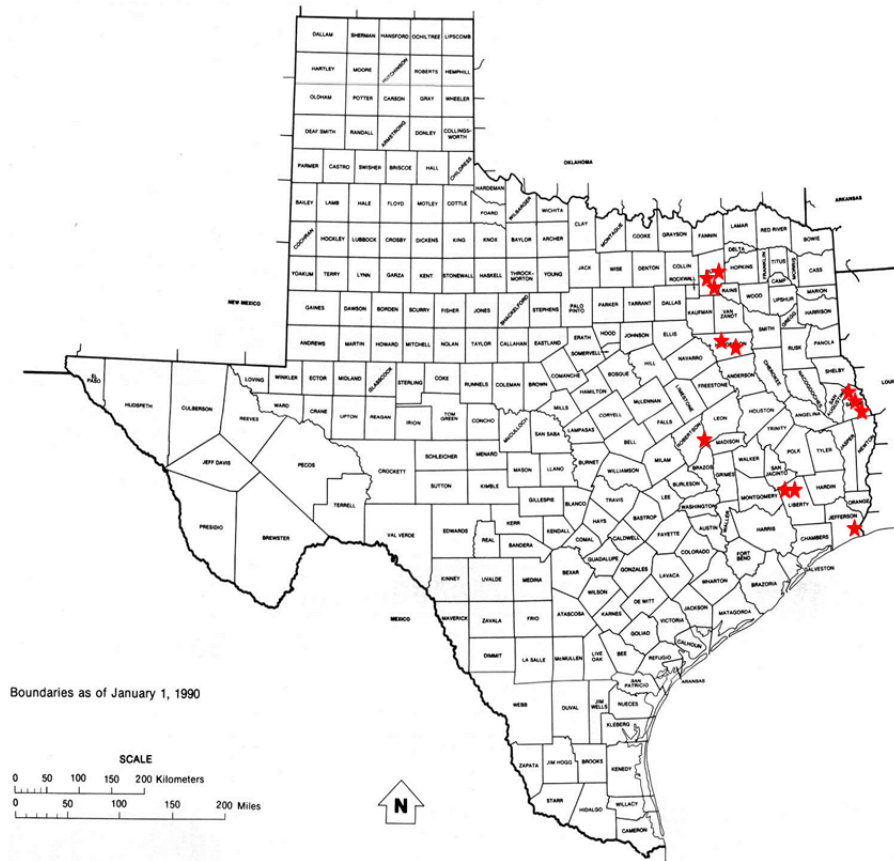 DALLAM SHERMAN HANSFORD OCHILTREE LIPSCOMB
HARTLEY MOORE HUTCHINSON ROBERTS HEMPHILL
OLDHAM POTTER CARSON GRAY WHEELER
DEAF SMITH RANDALL ARMSTRONG DONLEY COLLINGS-
WORTH
PARMER CASTRO SWISHER BRISCOE HALL CHILDRESS
OKLAHOMA
HARDEMAN
BAILEY LAMB HALE FLOYD MOTLEY COTTLE FOARD WILBARGER WICHITA
ARKANSAS
CLAY MONTAGUE COOKE GRAYSON FANNIN LAMAR RED RIVER BOWIE
COCHRAN HOCKLEY LUBBOCK CROSBY DICKENS KING KNOX BAYLOR ARCHER
DELTA
JACK WISE DENTON COLLIN HOPKINS FRANKLIN TITUS MORRIS CASS
YOAKUM TERRY LYNN GARZA KENT STONEWALL HASKELL THROCK-
MORTON YOUNG
ROCKWALL RAINS CAMP
WOOD UPSHUR MARION
NEW MEXICO
GAINES DAWSON BORDEN SCURRY FISHER JONES SHACKELFORD STEPHENS PALO
PINTO PARKER TARRANT DALLAS KAUFMAN VAN
ZANDT GREGG HARRISON
SMITH
ANDREWS MARTIN HOWARD MITCHELL NOLAN TAYLOR CALLAHAN EASTLAND ERATH HOOD JOHNSON ELLIS
SOMERVELL NAVARRO RUSK PANOLA
EL
PASO HUDSPETH CULBERSON LOVING WINKLER ECTOR MIDLAND GLASSCOCK STERLING COKE RUNNELS COLEMAN BROWN COMANCHE BOSQUE HILL ANDERSON CHEROKEE SHELBY
HAMILTON FREESTONE NACOGDOCHES SAN
AUGUSTINE
REEVES WARD CRANE UPTON REAGAN IRION TOM
GREEN CONCHO McCULLOCH MILLS CORYELL McLENNAN LIMESTONE LEON HOUSTON ANGELINA
SAN SABA LAMPASAS BELL FALLS ROBERTSON MADISON TRINITY
JEFF DAVIS PECOS CROCKETT SCHLEICHER MENARD MASON LLANO BURNET WILLIAMSON MILAM BRAZOS GRIMES WALKER SAN
JACINTO POLK TYLER JASPER NEWTON
TERRELL SUTTON KIMBLE GILLESPIE BLANCO TRAVIS LEE BURLESON WASHINGTON MONTGOMERY LIBERTY HARDIN ORANGE
PRESIDIO BREWSTER VAL VERDE EDWARDS KERR KENDALL HAYS BASTROP AUSTIN WALLER HARRIS CHAMBERS JEFFERSON
REAL BANDERA COMAL CALDWELL FAYETTE COLORADO FORT
BEND GALVESTON
KINNEY UVALDE MEDINA BEXAR GUADALUPE GONZALES LAVACA WHARTON BRAZORIA
WILSON DE WITT JACKSON MATAGORDA
MEXICO
MAVERICK ZAVALA FRIO ATASCOSA KARNES VICTORIA
GOLIAD CALHOUN
DIMMIT LA SALLE McMULLEN LIVE
OAK BEE REFUGIO
ARANSAS
SAN
PATRICIO
Boundaries as of January 1, 1990
WEBB DUVAL JIM
WELLS NUECES
KLEBERG
SCALE
0 50 100 150 200 Kilometers
0 50 100 150 200 Miles
N
ZAPATA JIM HOGG BROOKS KENEDY
STARR HIDALGO WILLACY
CAMERON